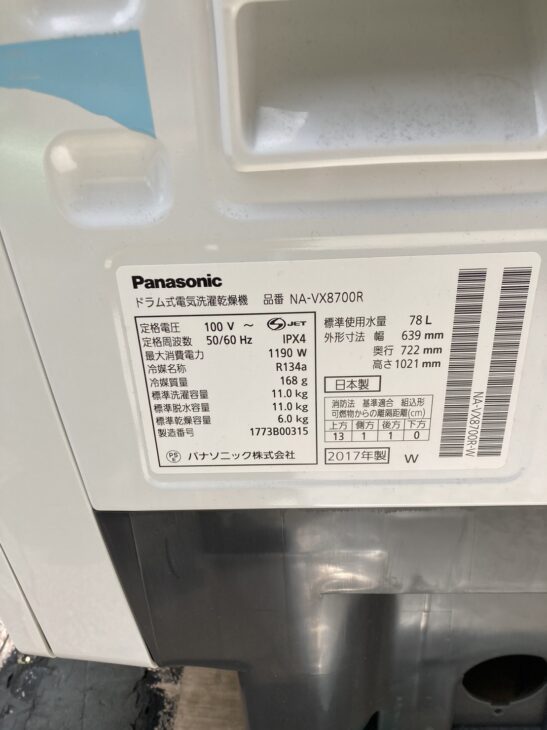 Panasonic
ドラム式電気洗濯乾燥機 品番 NA-VX8700R
定格電圧 100 V ～ JET
定格周波数 50/60 Hz IPX4
最大消費電力 1190 W
冷媒名称 R134a
冷媒質量 168 g
標準洗濯容量 11.0 kg
標準脱水容量 11.0 kg
標準乾燥容量 6.0 kg
製造番号 1773B00315
PS E パナソニック株式会社
標準使用水量 78 L
外形寸法 幅 639 mm
奥行 722 mm
高さ 1021 mm
日本製
消防法 基準適合 組込形
可燃物からの離隔距離(cm)
上方 側方 後方 下方
13 1 1 0
2017年製 W
NA-VX8700R-W